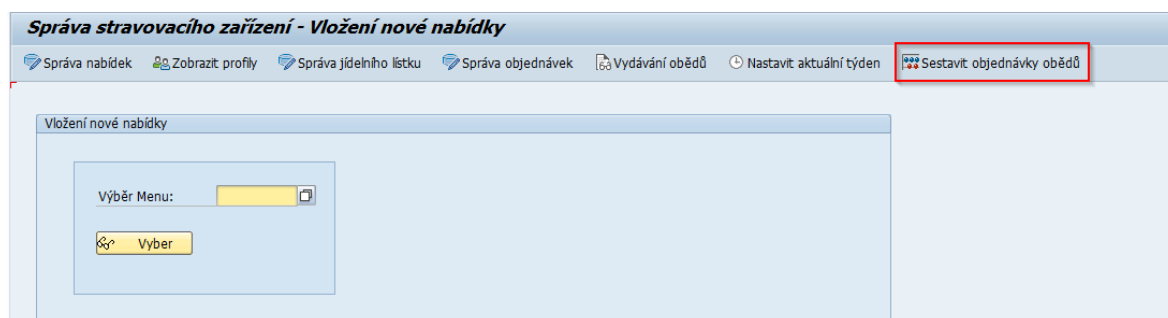 Správa stravovacího zařízení - Vložení nové nabídky
Správa nabídek Zobrazit profily Správa jídelního lístku Správa objednávek Vydávání obědů Nastavit aktuální týden Sestavit objednávky obědů
Vložení nové nabídky
Výběr Menu:
Vyber